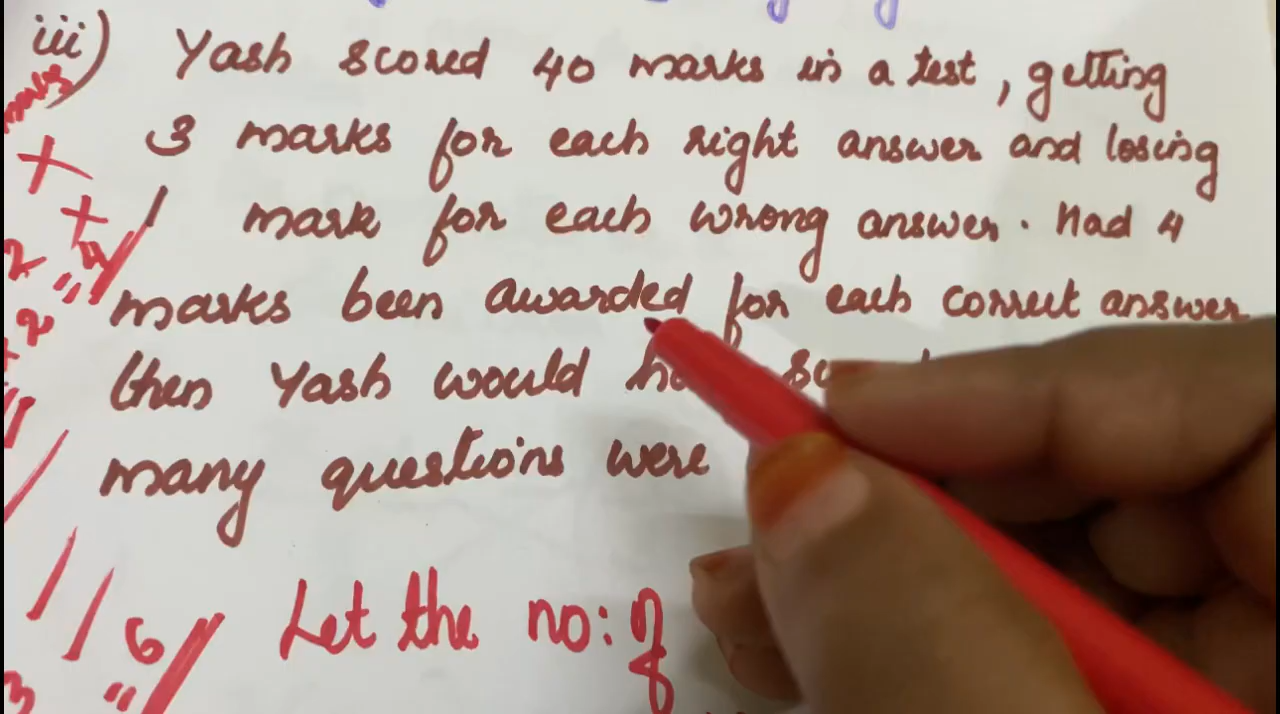 iii) Yash scored 40 marks in a test, getting
3 marks for each right answer and losing
1 mark for each wrong answer. Had 4
marks been awarded for each correct answer
then Yash would
many questions were
Let the no: of